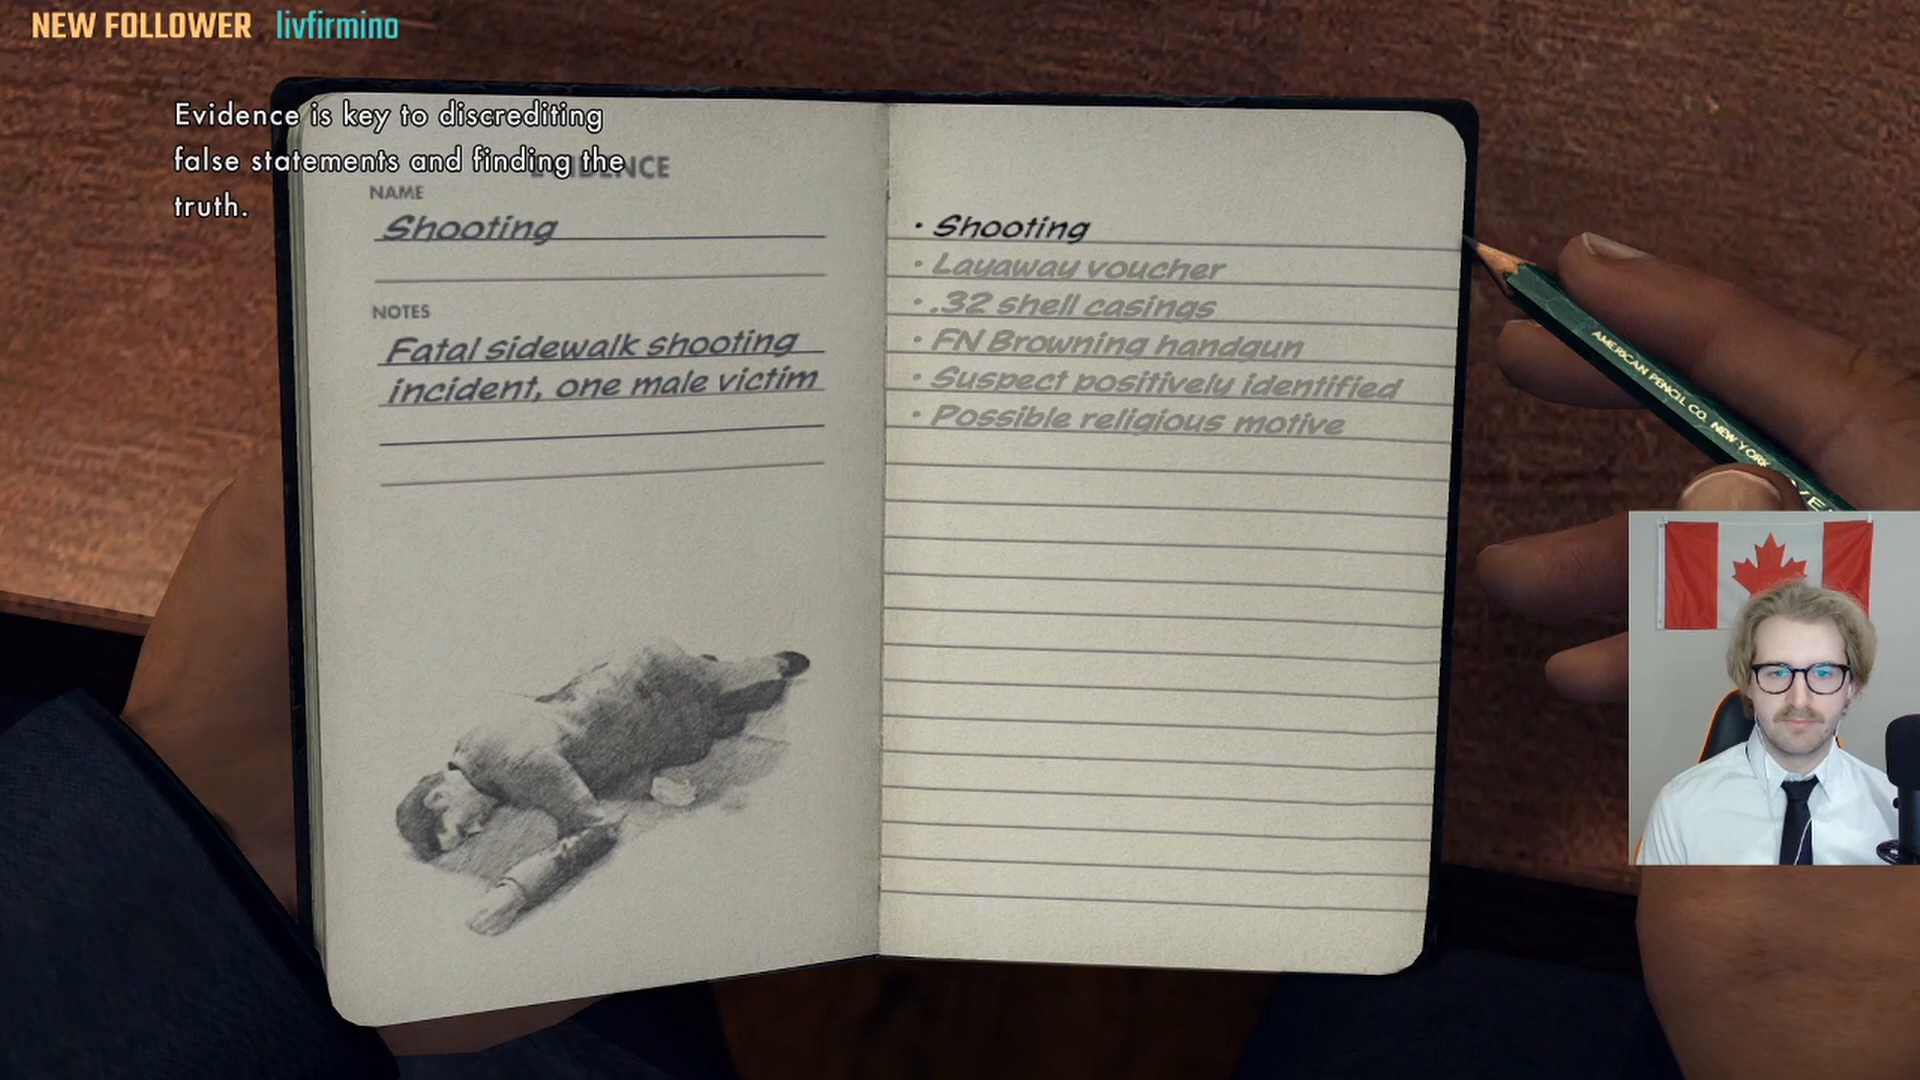 NEW FOLLOWER livfirmino
Evidence is key to discrediting
false statements and finding the
truth.
NAME
Shooting
NOTES
Fatal sidewalk shooting
incident, one male victim
• Shooting
• Layaway voucher
• .32 shell casings
• FN Browning handgun
• Suspect positively identified
• Possible religious motive
AMERICAN PENCIL CO. NEW YORK